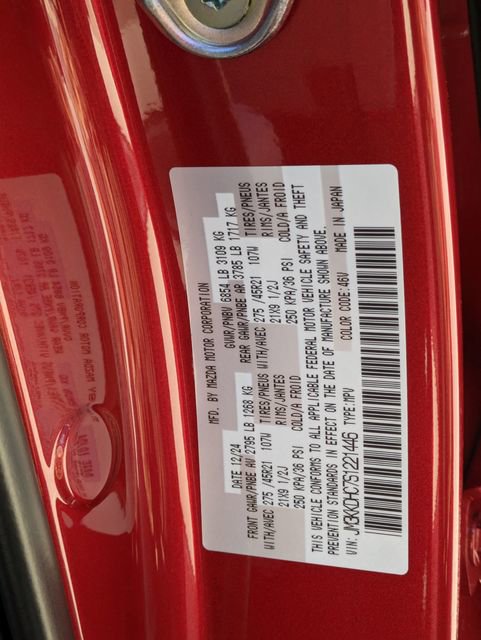 MFD. BY MAZDA MOTOR CORPORATION
DATE 12/24 GVWR/PNBV 6854 LB 3109 KG
FRONT GAWR/PNBE AV 2795 LB 1268 KG REAR GAWR/PNBE AR 3785 LB 1717 KG
WITH/AVEC 275 /45R21 107W TIRES/PNEUS WITH/AVEC 275 /45R21 107W TIRES/PNEUS
21X9 1/2J RIMS/JANTES 21X9 1/2J RIMS/JANTES
250 KPA/36 PSI COLD/A FROID 250 KPA/36 PSI COLD/A FROID
THIS VEHICLE CONFORMS TO ALL APPLICABLE FEDERAL MOTOR VEHICLE SAFETY AND THEFT
PREVENTION STANDARDS IN EFFECT ON THE DATE OF MANUFACTURE SHOWN ABOVE.
COLOR CODE:46V MADE IN JAPAN
VIN: JM3KKDHC7S1221446 TYPE:MPV